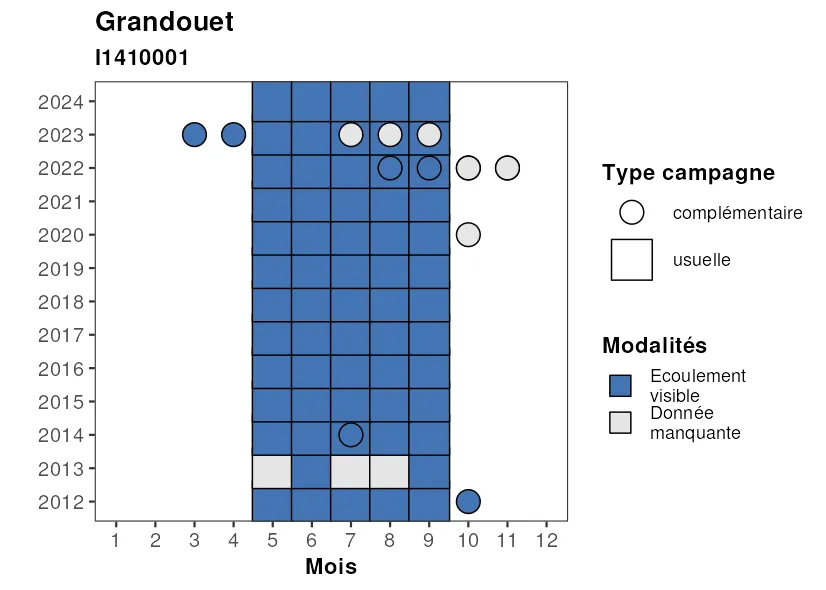 Grandouet
I1410001
2024
2023
2022
2021
2020
2019
2018
2017
2016
2015
2014
2013
2012
1 2 3 4 5 6 7 8 9 10 11 12
Mois
Type campagne
complémentaire
usuelle
Modalités
Ecoulement
visible
Donnée
manquante